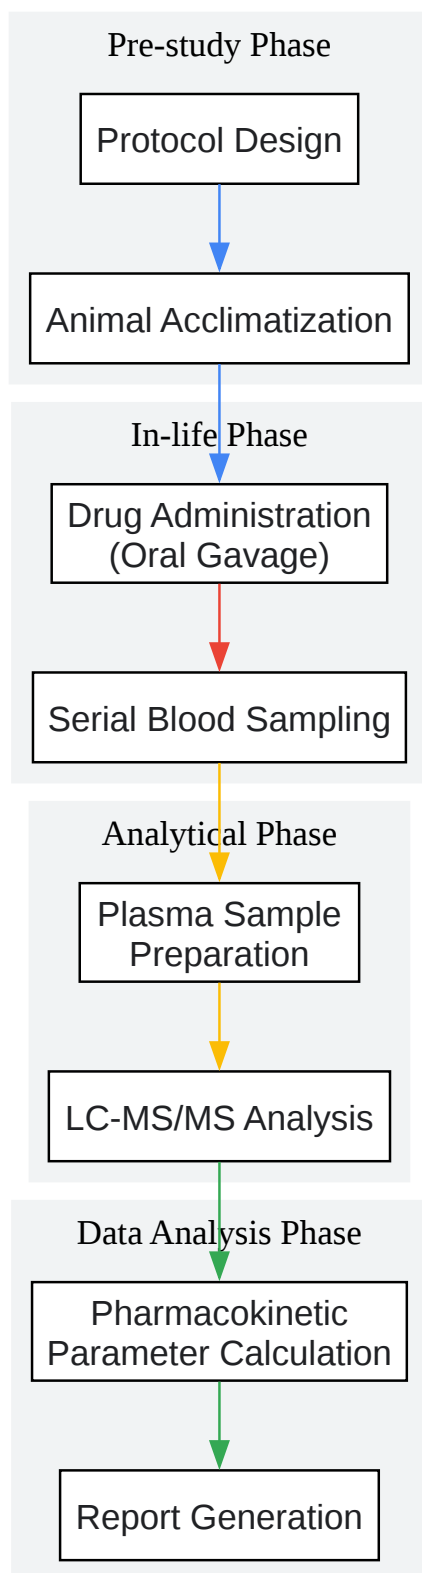 Pre-study Phase
Protocol Design
Animal Acclimatization
In-life Phase
Drug Administration
(Oral Gavage)
Serial Blood Sampling
Analytical Phase
Plasma Sample
Preparation
LC-MS/MS Analysis
Data Analysis Phase
Pharmacokinetic
Parameter Calculation
Report Generation